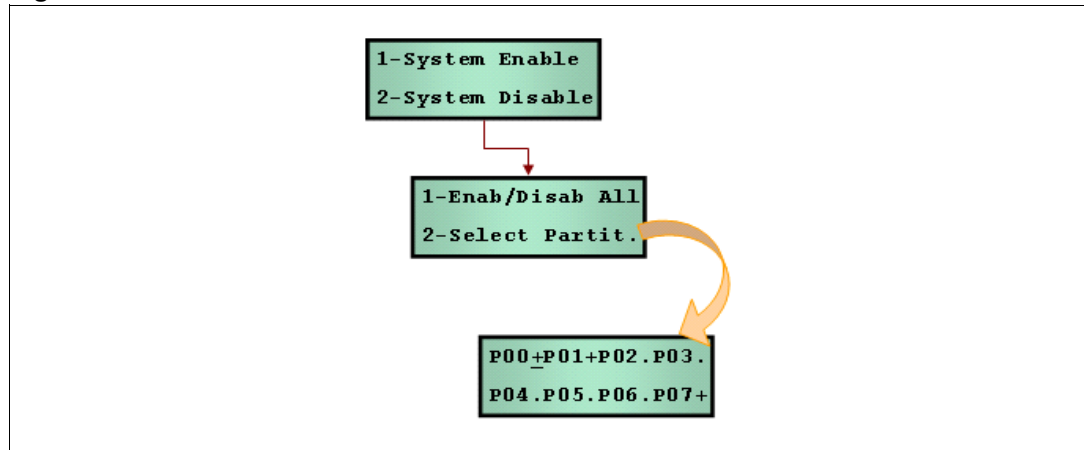 1-System Enable
2-System Disable
1-Enab/Disab All
2-Select Partit.
P00+P01+P02.P03.
P04.P05.P06.P07+